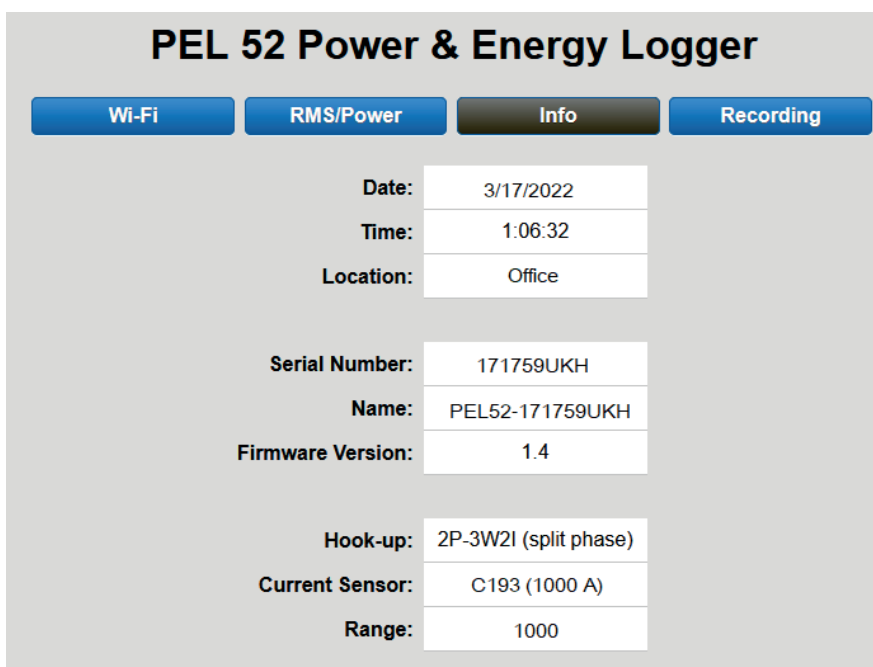 PEL 52 Power & Energy Logger
Wi-Fi RMS/Power Info Recording
Date: 3/17/2022
Time: 1:06:32
Location: Office
Serial Number: 171759UKH
Name: PEL52-171759UKH
Firmware Version: 1.4
Hook-up: 2P-3W2I (split phase)
Current Sensor: C193 (1000 A)
Range: 1000